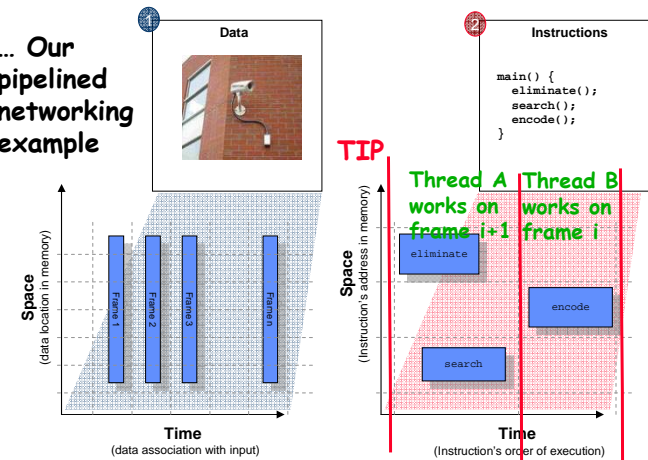 ... Our
pipelined
networking
example
1
Data
2
Instructions
main() {
eliminate();
search();
encode();
}
TIP
Thread A
works on
frame i+1
Thread B
works on
frame i
Space
(data location in memory)
Frame 1
Frame 2
Frame 3
Frame n
Time
(data association with input)
Space
(Instruction's address in memory)
eliminate
encode
search
Time
(Instruction's order of execution)